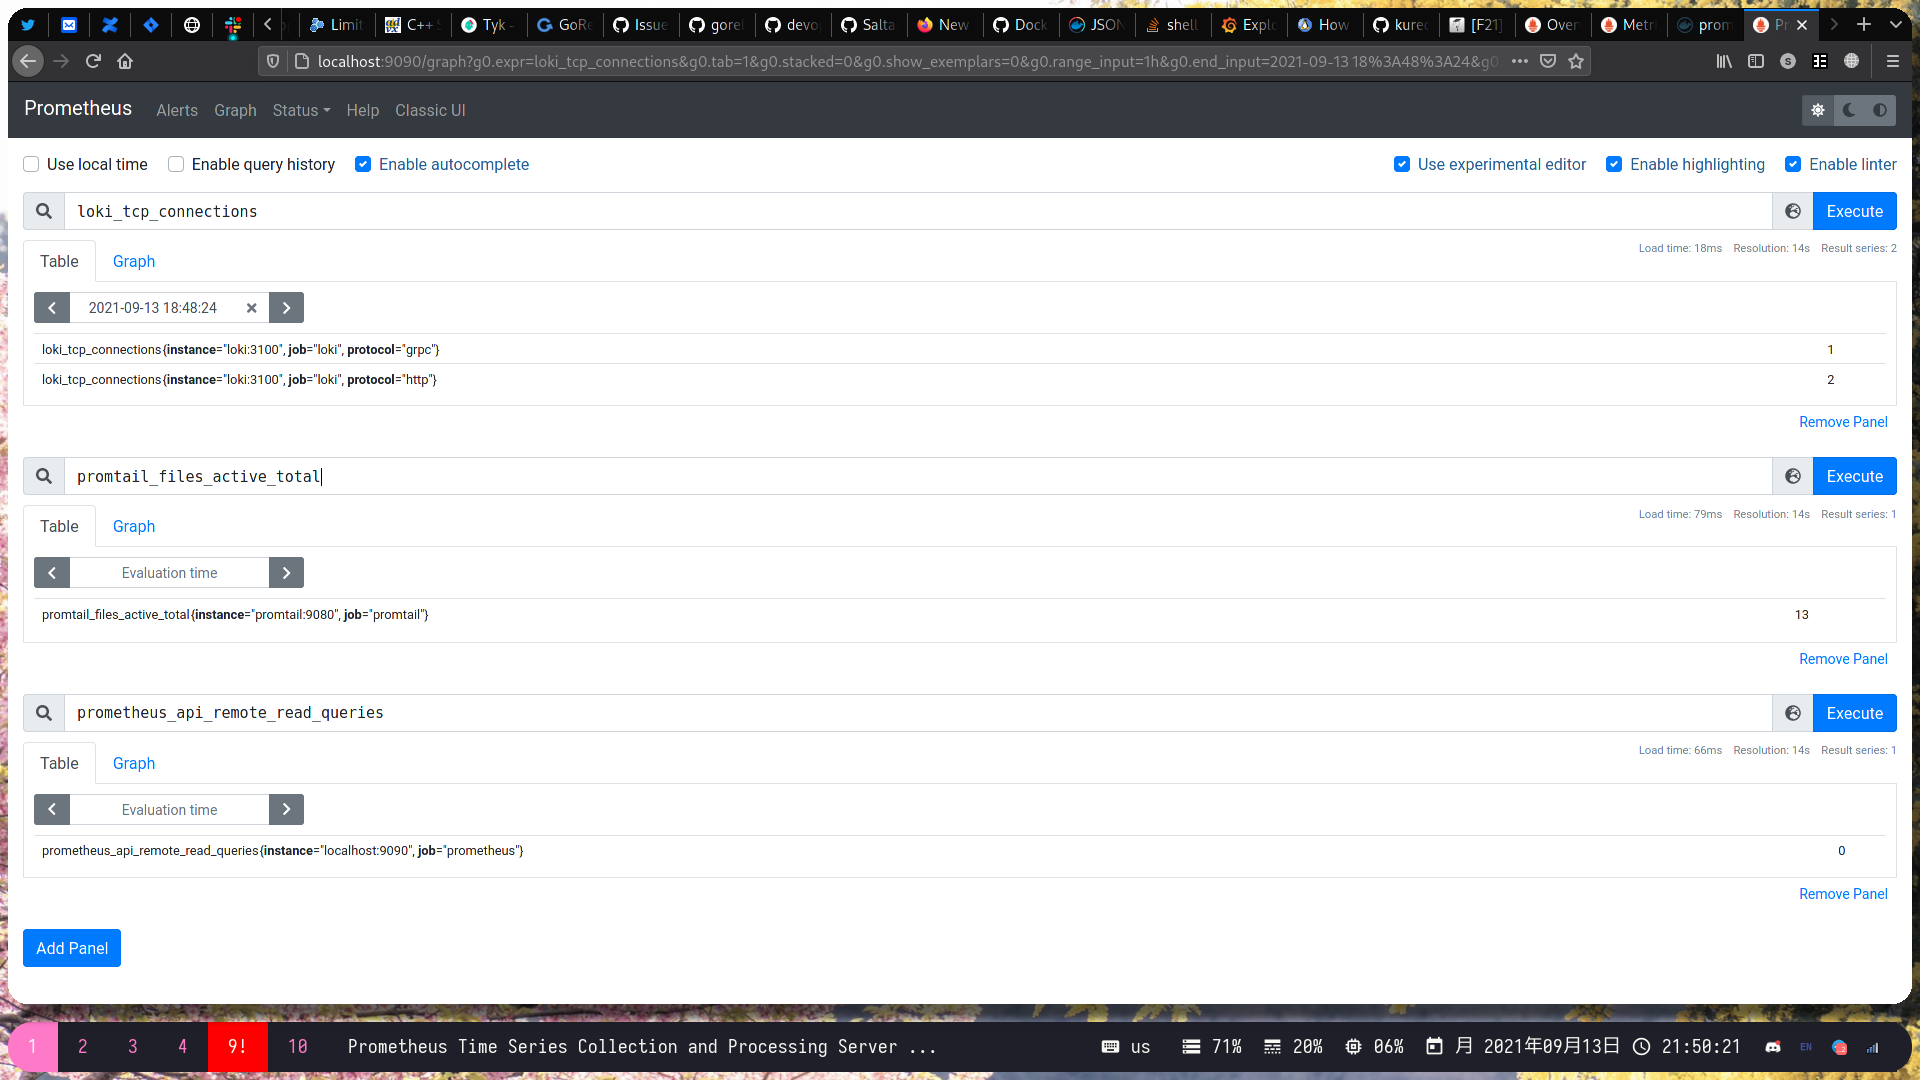 Limit
C++ S
Tyk -
GoRe
Issue
gorel
devop
Salta
New
Dock
JSON
shell
Explo
How
kure
[F21]
Over
Metri
prom
Pr
localhost:9090/graph?g0.expr=loki_tcp_connections&g0.tab=1&g0.stacked=0&g0.show_exemplars=0&g0.range_input=1h&g0.end_input=2021-09-13 18%3A48%3A24&g0
Prometheus Alerts Graph Status Help Classic UI
Use local time Enable query history Enable autocomplete Use experimental editor Enable highlighting Enable linter
loki_tcp_connections Execute
Load time: 18ms Resolution: 14s Result series: 2
Table Graph
2021-09-13 18:48:24
loki_tcp_connections{instance="loki:3100", job="loki", protocol="grpc"} 1
loki_tcp_connections{instance="loki:3100", job="loki", protocol="http"} 2
Remove Panel
promtail_files_active_total Execute
Load time: 79ms Resolution: 14s Result series: 1
Table Graph
Evaluation time
promtail_files_active_total{instance="promtail:9080", job="promtail"} 13
Remove Panel
prometheus_api_remote_read_queries Execute
Load time: 66ms Resolution: 14s Result series: 1
Table Graph
Evaluation time
prometheus_api_remote_read_queries{instance="localhost:9090", job="prometheus"} 0
Remove Panel
Add Panel
1 2 3 4 9! 10 Prometheus Time Series Collection and Processing Server ... us 71% 20% 06% 月 2021年09月13日 21:50:21 EN